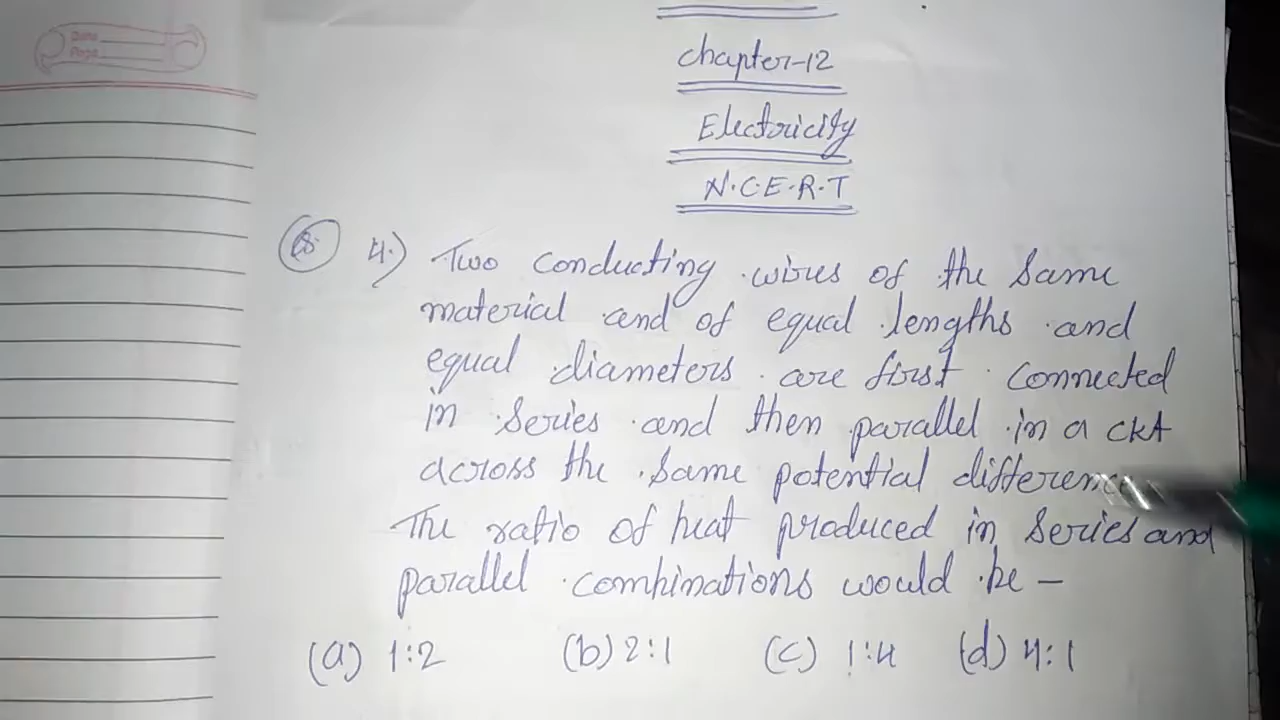 Date
Page
Chapter-12
Electricity
N.C.E.R.T
Q. 4.) Two conducting wires of the same
material and of equal lengths and
equal diameters are first connected
in series and then parallel in a ckt
across the same potential difference
The ratio of heat produced in series and
parallel combinations would be -
(a) 1:2 (b) 2:1 (c) 1:4 (d) 4:1